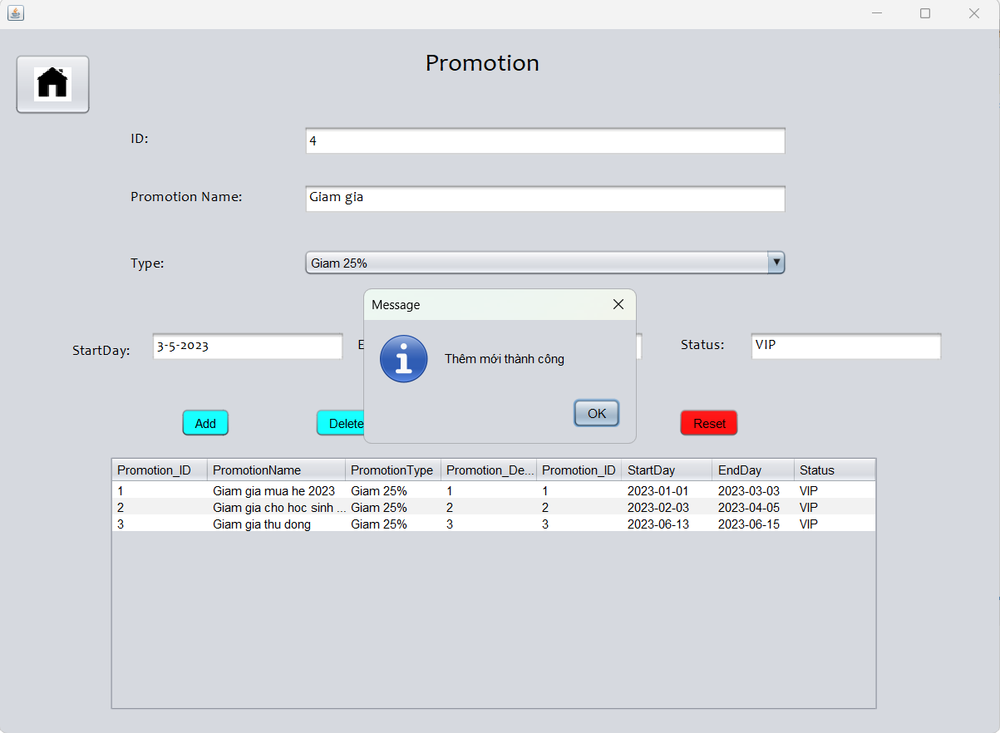 Promotion
ID: 4
Promotion Name: Giam gia
Type: Giam 25%
Message
Thêm mới thành công
OK
StartDay: 3-5-2023 Status: VIP
Add Delete Reset
Promotion_ID PromotionName PromotionType Promotion_De... Promotion_ID StartDay EndDay Status
1 Giam gia mua he 2023 Giam 25% 1 1 2023-01-01 2023-03-03 VIP
2 Giam gia cho hoc sinh ... Giam 25% 2 2 2023-02-03 2023-04-05 VIP
3 Giam gia thu dong Giam 25% 3 3 2023-06-13 2023-06-15 VIP